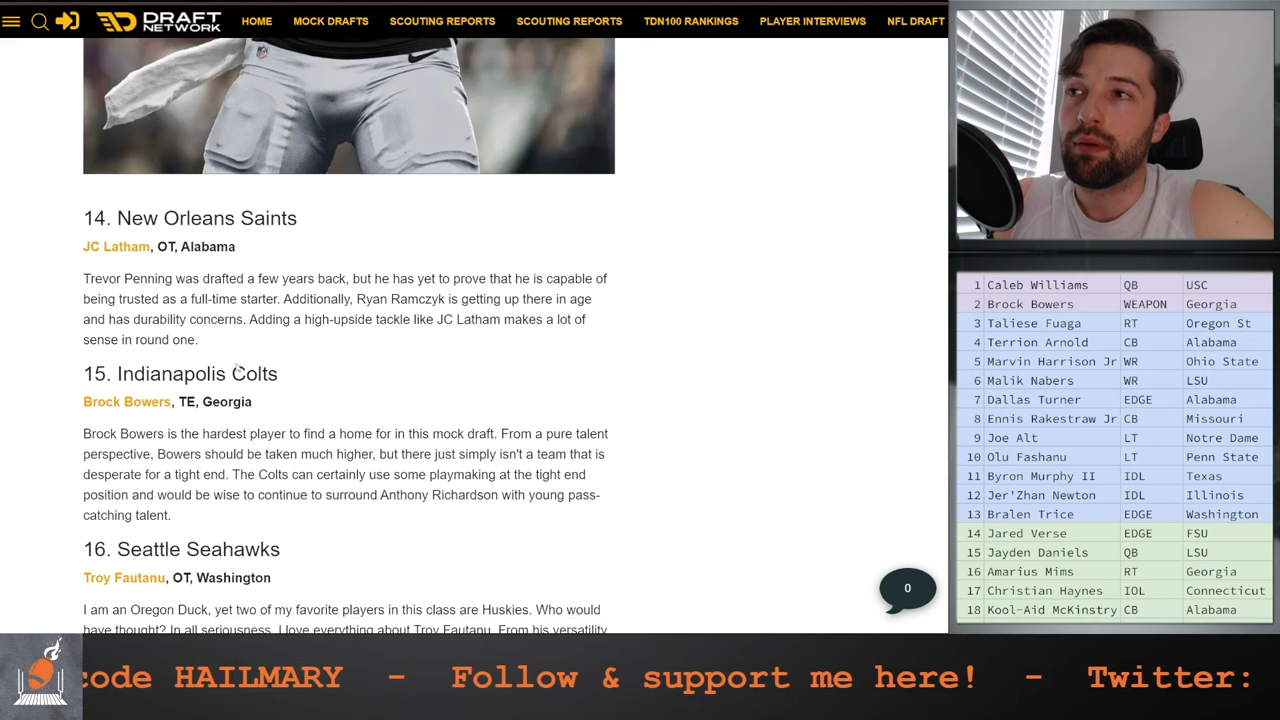 DRAFT
NETWORK
HOME MOCK DRAFTS SCOUTING REPORTS SCOUTING REPORTS TDN100 RANKINGS PLAYER INTERVIEWS NFL DRAFT
14. New Orleans Saints
JC Latham, OT, Alabama
Trevor Penning was drafted a few years back, but he has yet to prove that he is capable of
being trusted as a full-time starter. Additionally, Ryan Ramczyk is getting up there in age
and has durability concerns. Adding a high-upside tackle like JC Latham makes a lot of
sense in round one.
15. Indianapolis Colts
Brock Bowers, TE, Georgia
Brock Bowers is the hardest player to find a home for in this mock draft. From a pure talent
perspective, Bowers should be taken much higher, but there just simply isn't a team that is
desperate for a tight end. The Colts can certainly use some playmaking at the tight end
position and would be wise to continue to surround Anthony Richardson with young pass-
catching talent.
16. Seattle Seahawks
Troy Fautanu, OT, Washington
I am an Oregon Duck, yet two of my favorite players in this class are Huskies. Who would
have thought? In all seriousness, I love everything about Troy Fautanu. From his versatility
0
1 Caleb Williams QB USC
2 Brock Bowers WEAPON Georgia
3 Taliese Fuaga RT Oregon St
4 Terrion Arnold CB Alabama
5 Marvin Harrison Jr WR Ohio State
6 Malik Nabers WR LSU
7 Dallas Turner EDGE Alabama
8 Ennis Rakestraw Jr CB Missouri
9 Joe Alt LT Notre Dame
10 Olu Fashanu LT Penn State
11 Byron Murphy II IDL Texas
12 Jer'Zhan Newton IDL Illinois
13 Bralen Trice EDGE Washington
14 Jared Verse EDGE FSU
15 Jayden Daniels QB LSU
16 Amarius Mims RT Georgia
17 Christian Haynes IOL Connecticut
18 Kool-Aid McKinstry CB Alabama
code HAILMARY - Follow & support me here! - Twitter: